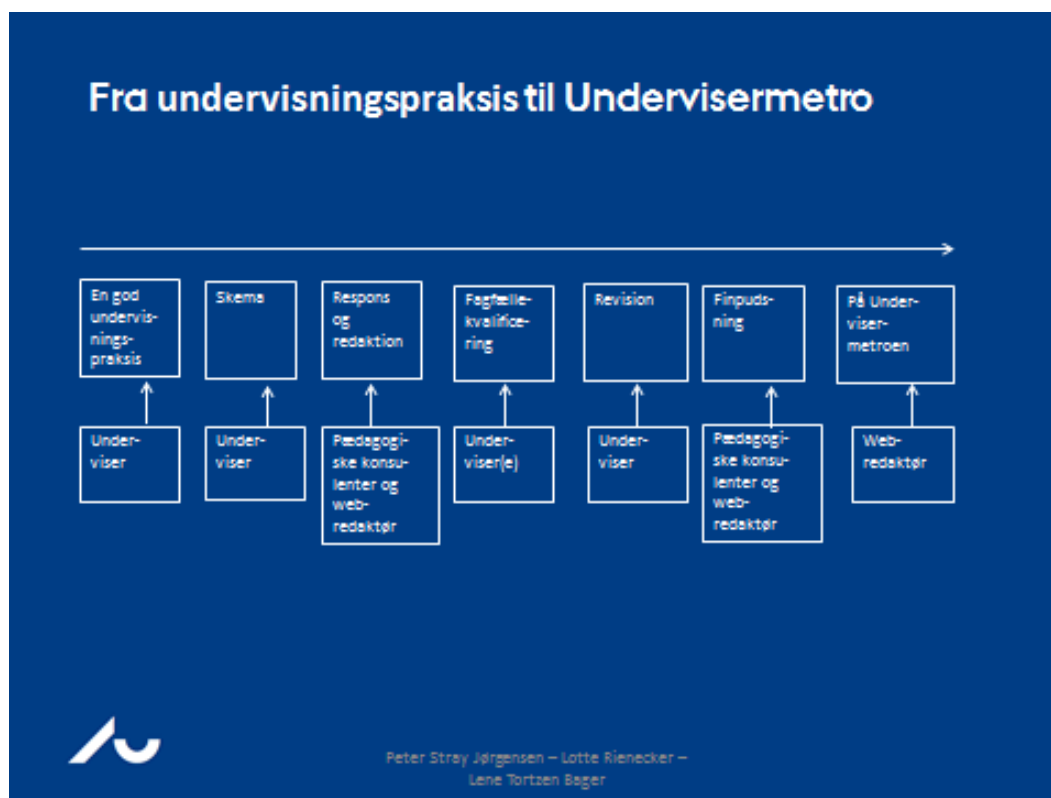 Fra undervisningspraksis til Undervisermetro
En god
undervis-
nings-
praksis
Skema
Respons
og
redaktion
Fagfælle-
kvalifice-
ring
Revision
Finpuds-
ning
På Under-
viser-
metroen
Under-
viser
Under-
viser
Pædagogi-
ske konsu-
lenter og
web-
redaktør
Under-
viser(e)
Under-
viser
Pædagogi-
ske konsu-
lenter og
web-
redaktør
Web-
redaktør
Peter Stray Jørgensen – Lotte Rienecker –
Lene Tortzen Bager